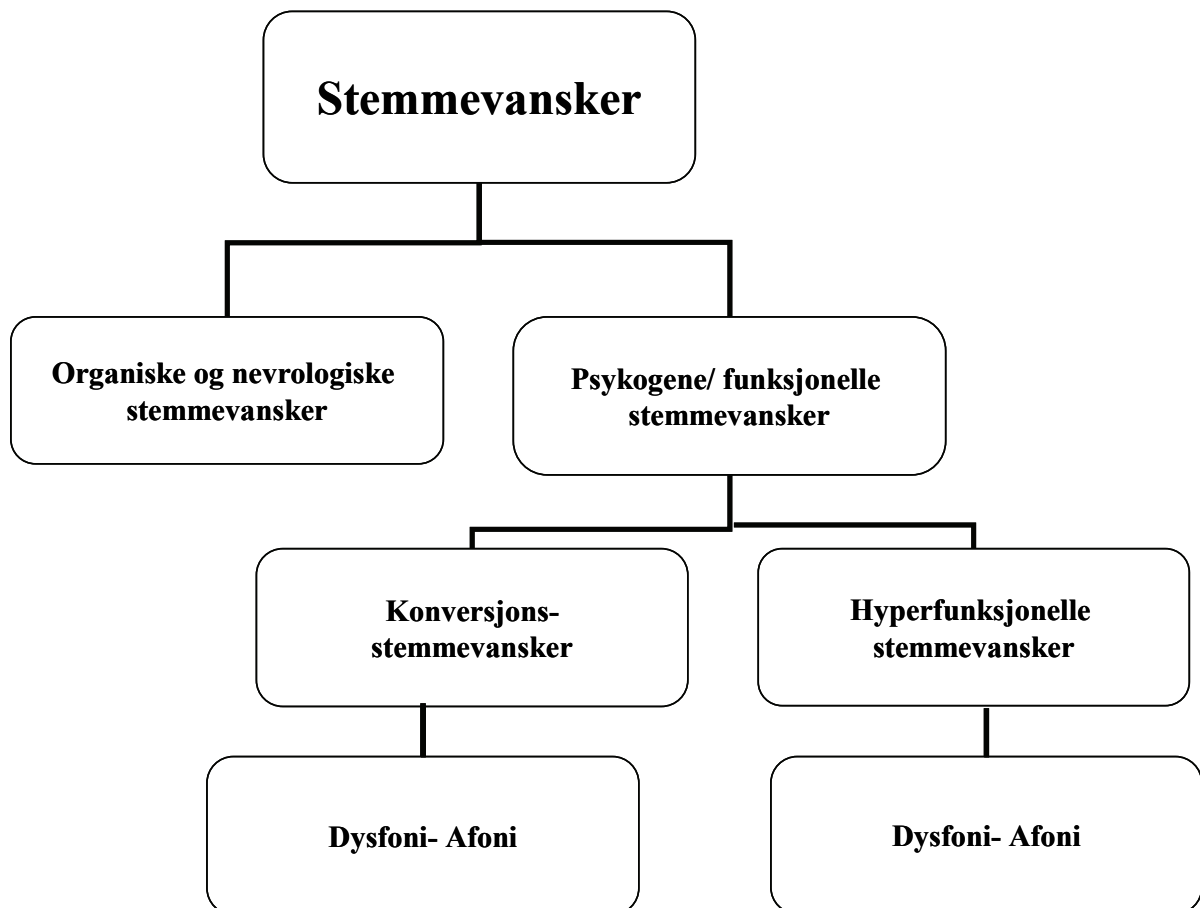 Stemmevansker
Organiske og nevrologiske
stemmevansker
Psykogene/ funksjonelle
stemmevansker
Konversjons-
stemmevansker
Hyperfunksjonelle
stemmevansker
Dysfoni- Afoni
Dysfoni- Afoni